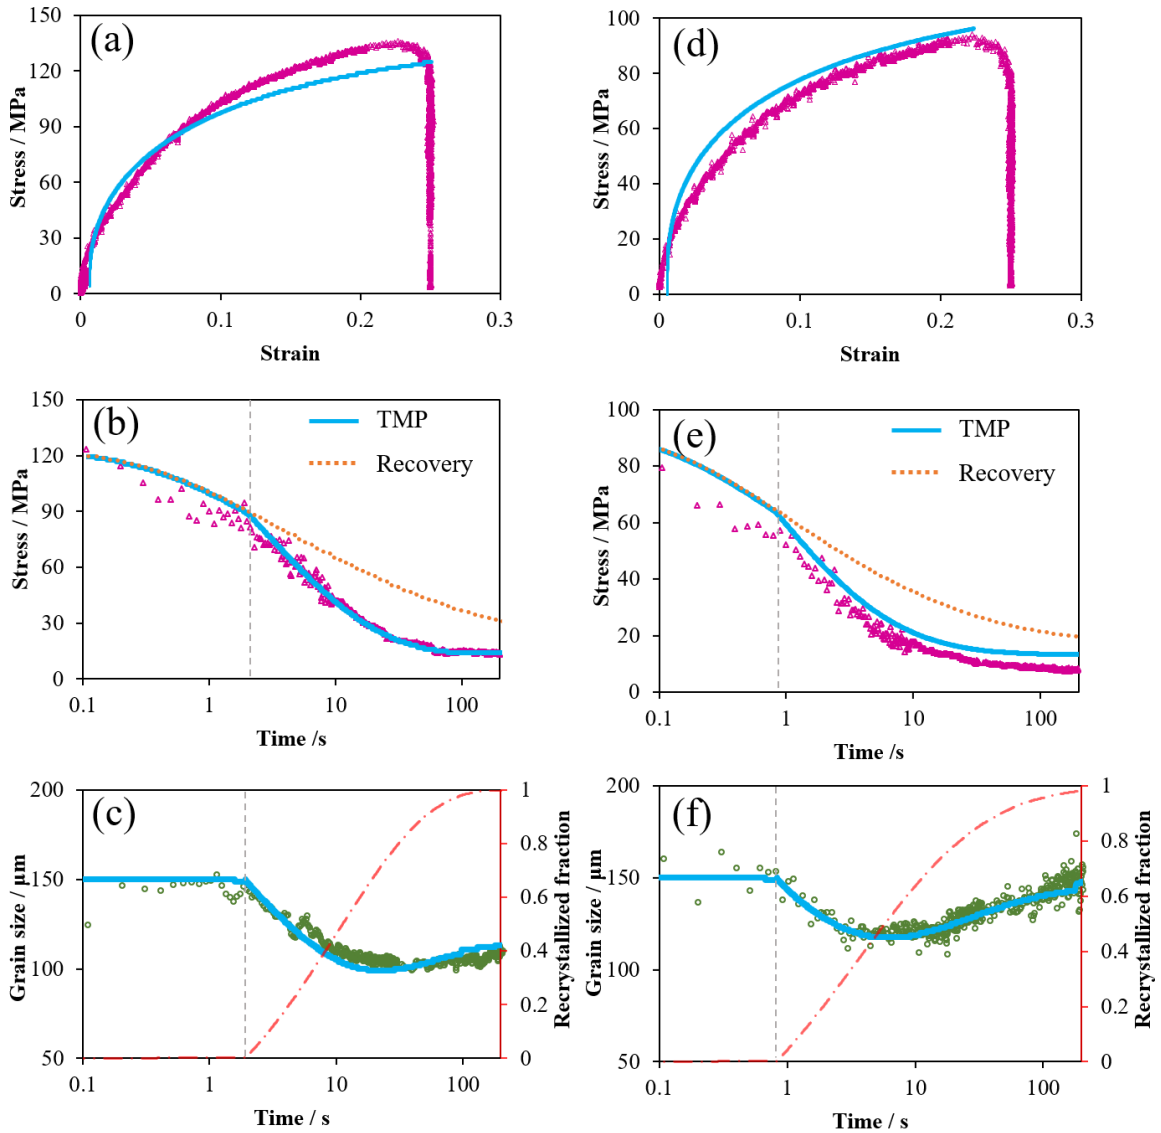 (a)
150
120
90
60
30
0
Stress / MPa
0
0.1
0.2
0.3
Strain
(d)
100
80
60
40
20
0
Stress / MPa
0
0.1
0.2
0.3
Strain
(b)
150
120
90
60
30
0
Stress / MPa
TMP
Recovery
0.1
1
10
100
Time /s
(e)
100
80
60
40
20
0
Stress / MPa
TMP
Recovery
0.1
1
10
100
Time /s
(c)
200
150
100
50
Grain size / μm
1
0.8
0.6
0.4
0.2
0
Recrystallized fraction
0.1
1
10
100
Time / s
(f)
200
150
100
50
Grain size / μm
1
0.8
0.6
0.4
0.2
0
Recrystallized fraction
0.1
1
10
100
Time / s